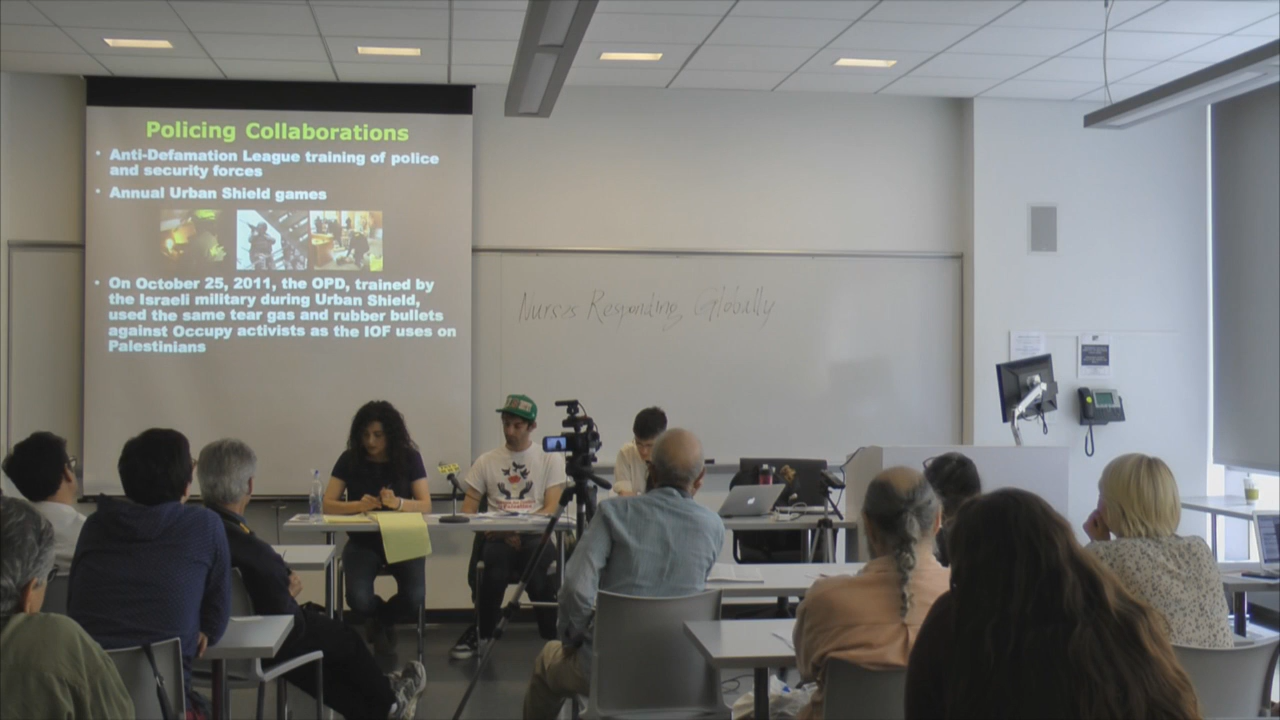 Policing Collaborations
• Anti-Defamation League training of police
and security forces
• Annual Urban Shield games
• On October 25, 2011, the OPD, trained by
the Israeli military during Urban Shield,
used the same tear gas and rubber bullets
against Occupy activists as the IOF uses on
Palestinians
Nurses Responding Globally